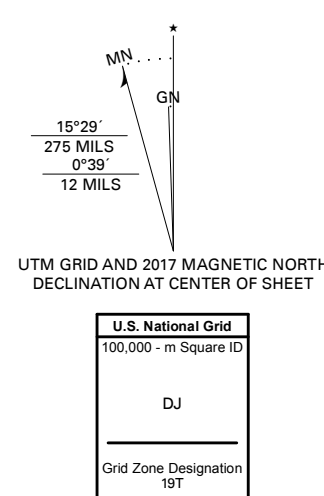 ★
MN
GN
15°29´
275 MILS
0°39´
12 MILS
UTM GRID AND 2017 MAGNETIC NORTH
DECLINATION AT CENTER OF SHEET
U.S. National Grid
100,000 - m Square ID
DJ
Grid Zone Designation
19T